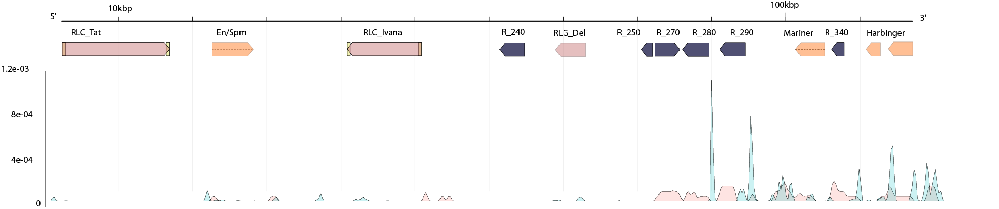 10kbp 100kbp
5' 3'
RLC_Tat En/Spm RLC_Ivana R_240 RLG_Del R_250 R_270 R_280 R_290 Mariner R_340 Harbinger
1.2e-03
8e-04
4e-04
0